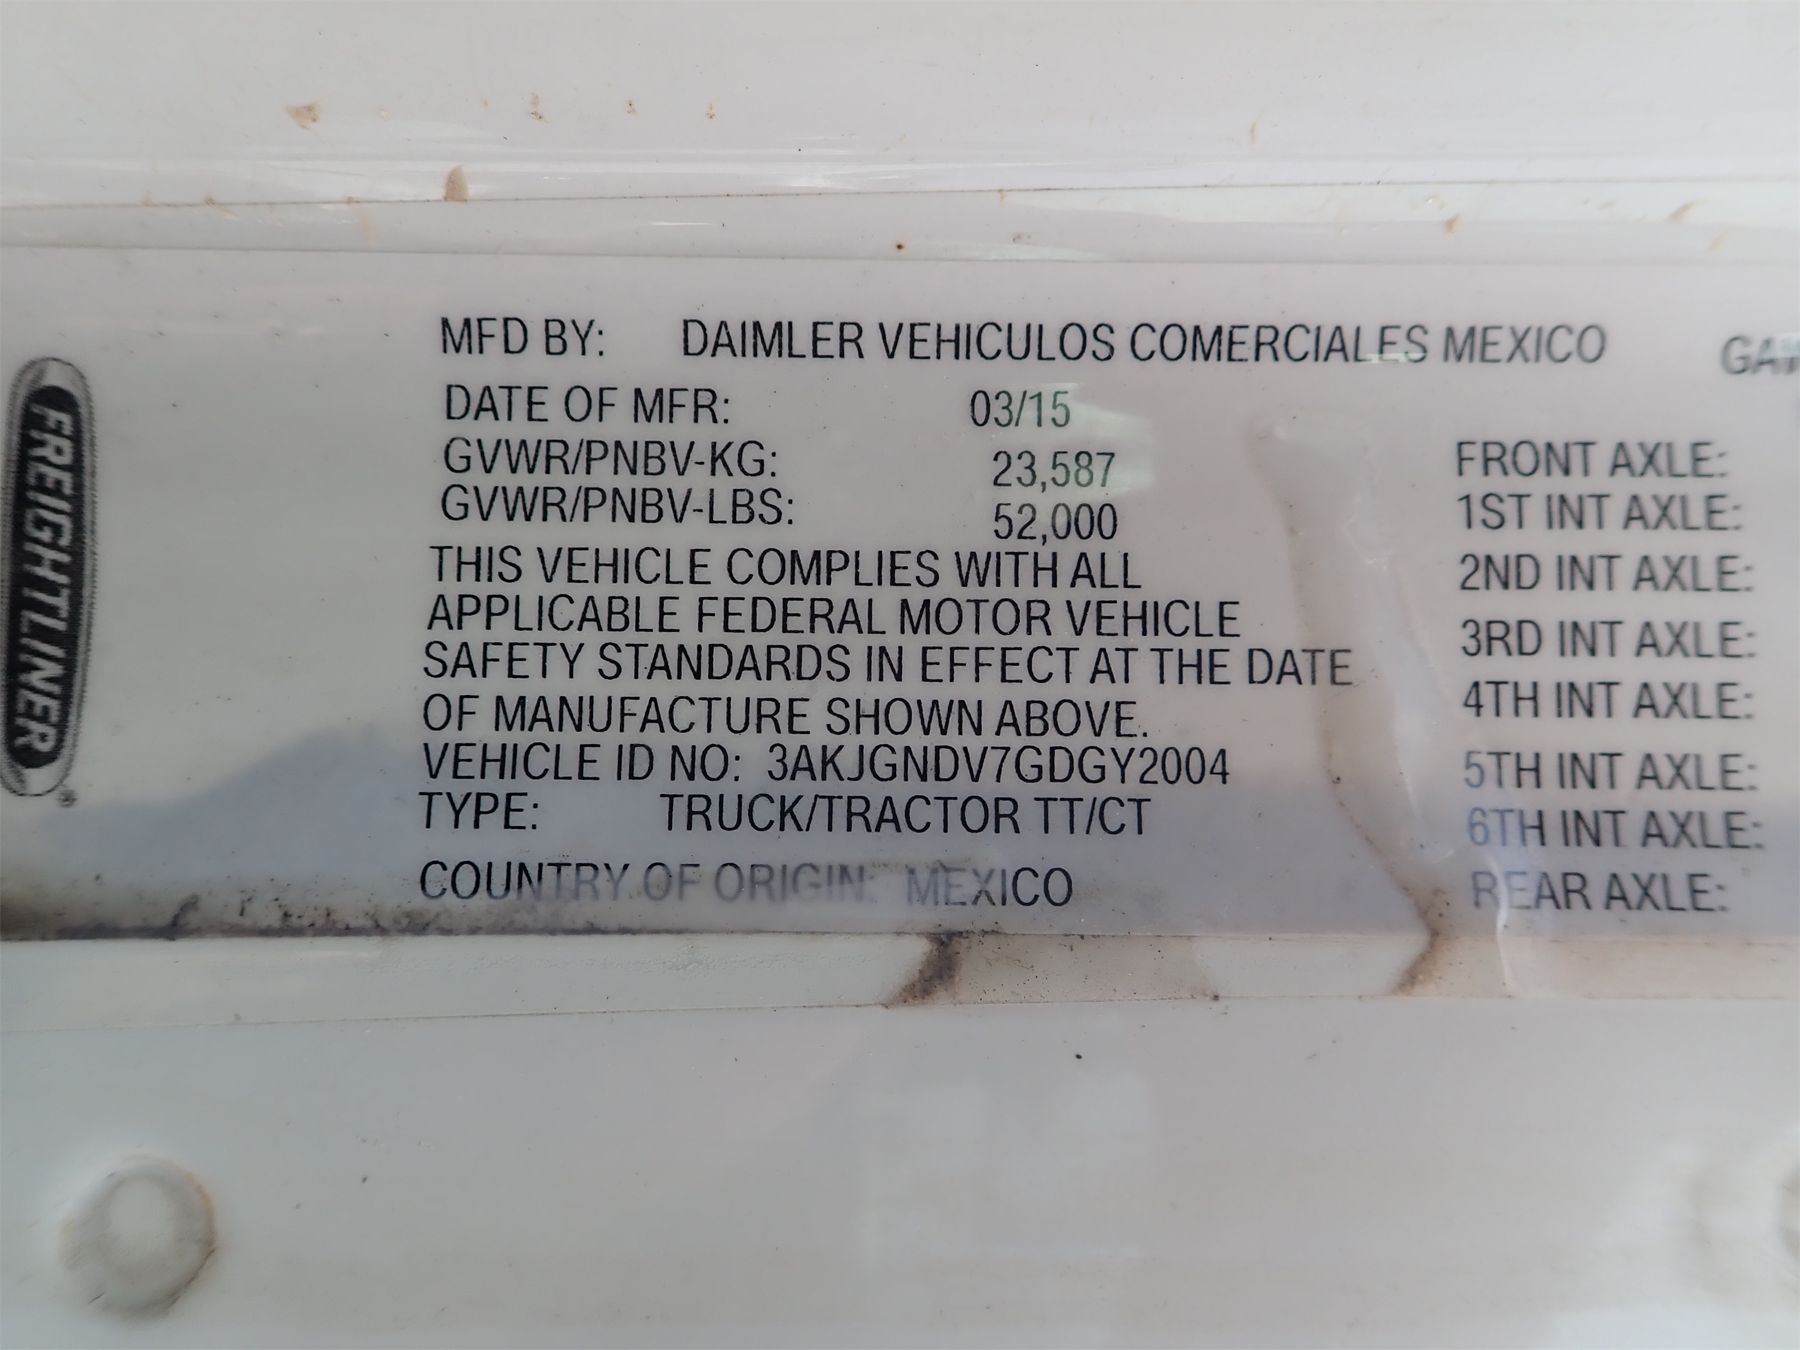 FREIGHTLINER®
MFD BY: DAIMLER VEHICULOS COMERCIALES MEXICO
DATE OF MFR: 03/15
GVWR/PNBV-KG: 23,587
GVWR/PNBV-LBS: 52,000
THIS VEHICLE COMPLIES WITH ALL
APPLICABLE FEDERAL MOTOR VEHICLE
SAFETY STANDARDS IN EFFECT AT THE DATE
OF MANUFACTURE SHOWN ABOVE.
VEHICLE ID NO: 3AKJGNDV7GDGY2004
TYPE: TRUCK/TRACTOR TT/CT
COUNTRY OF ORIGIN: MEXICO
FRONT AXLE:
1ST INT AXLE:
2ND INT AXLE:
3RD INT AXLE:
4TH INT AXLE:
5TH INT AXLE:
6TH INT AXLE:
REAR AXLE: